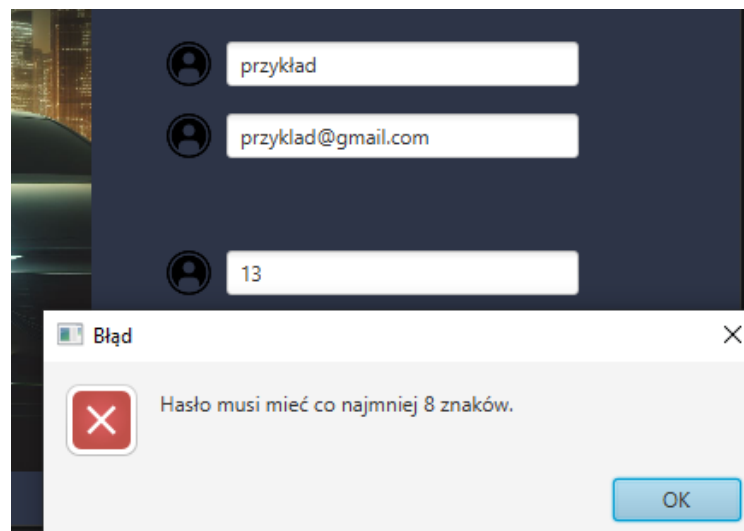 przykład
przyklad@gmail.com
13
Błąd
Hasło musi mieć co najmniej 8 znaków.
OK